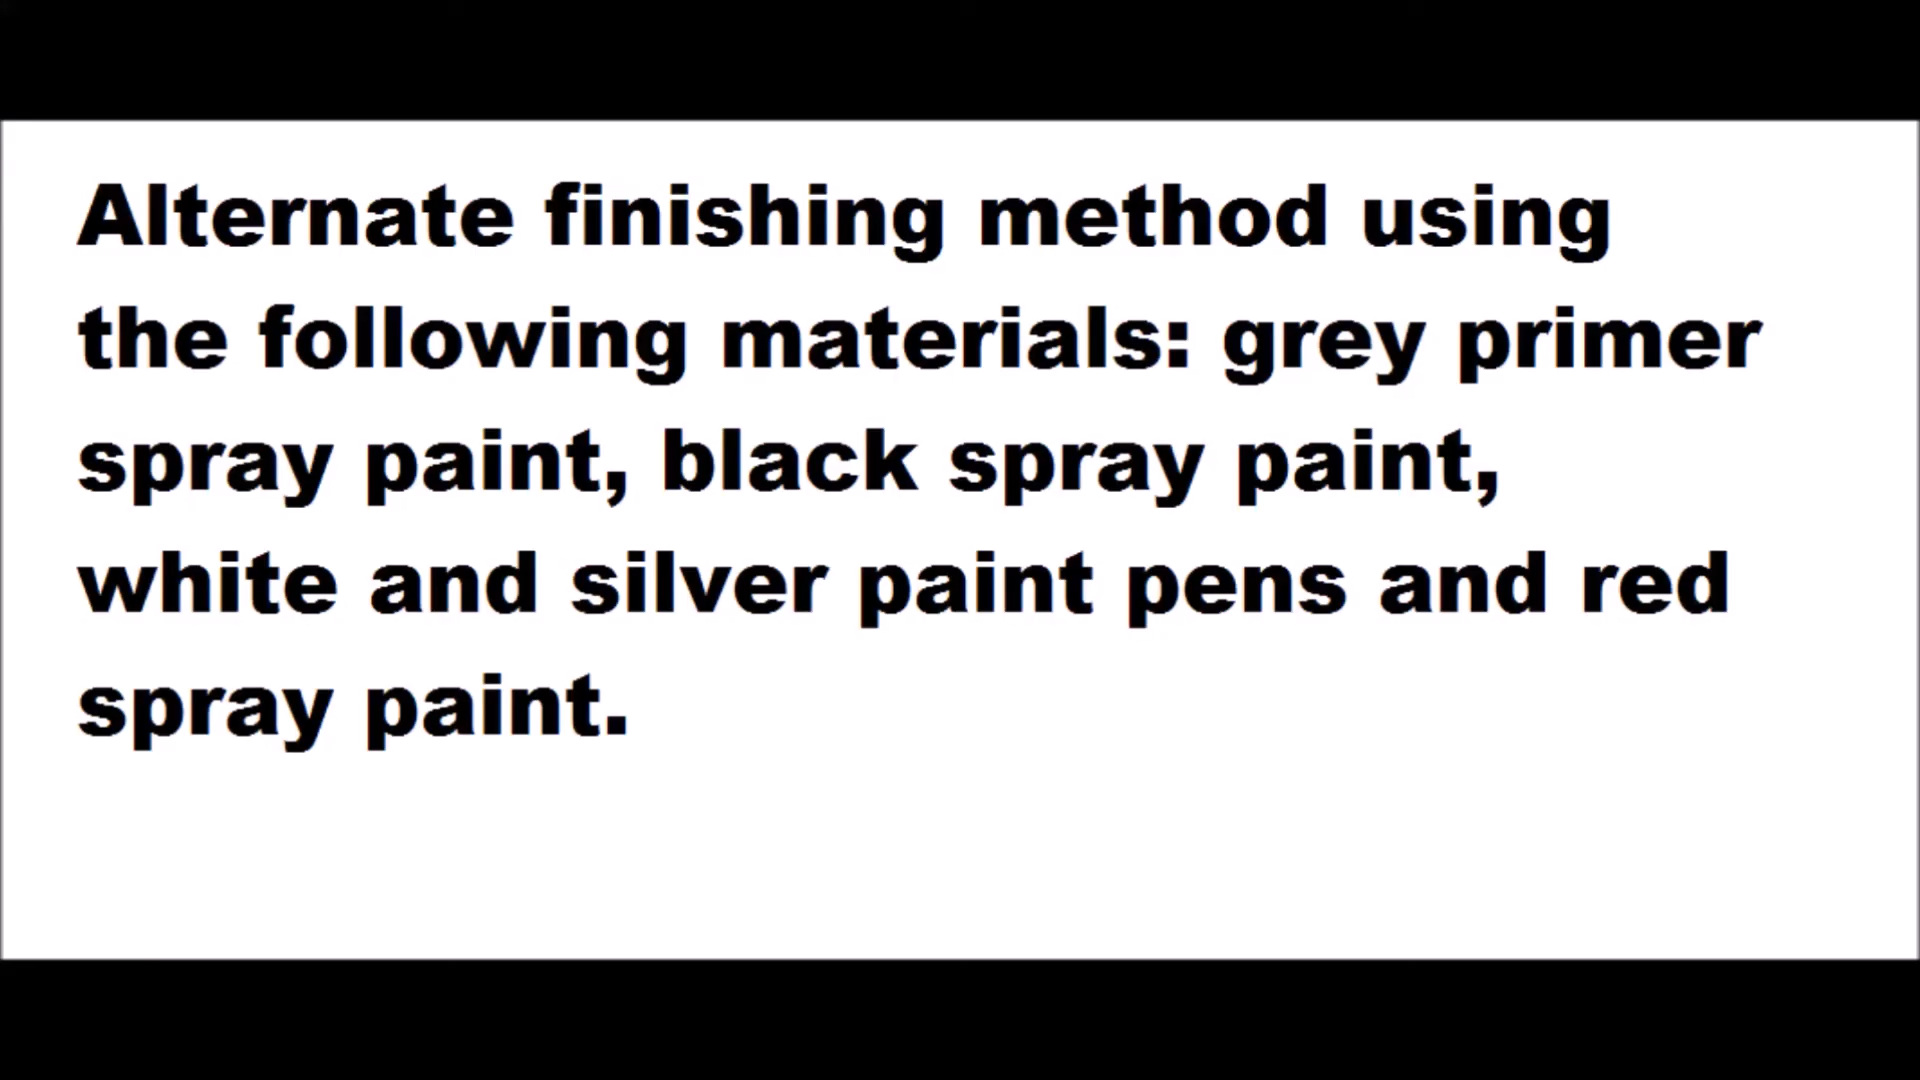 Alternate finishing method using
the following materials: grey primer
spray paint, black spray paint,
white and silver paint pens and red
spray paint.